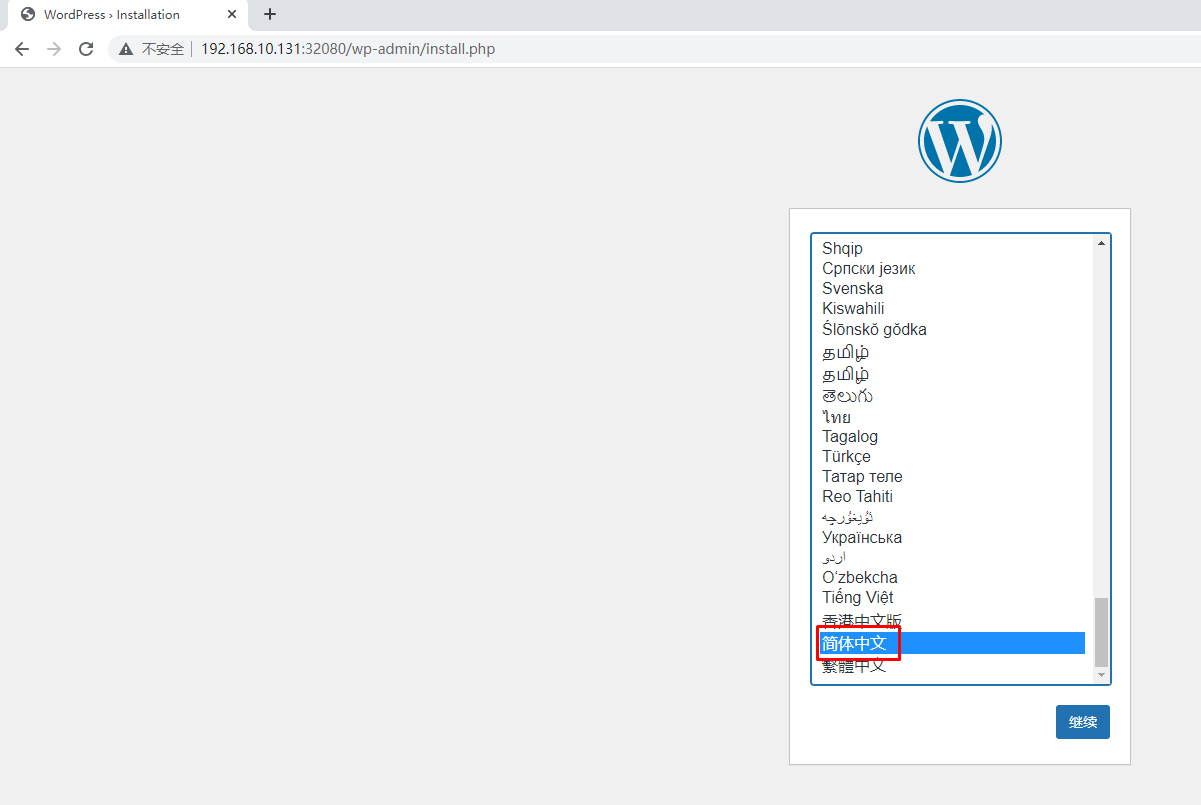 WordPress › Installation
不安全 192.168.10.131:32080/wp-admin/install.php
Shqip
Српски језик
Svenska
Kiswahili
Ślōnskŏ gŏdka
தமிழ்
தமிழ்
తెలుగు
ไทย
Tagalog
Türkçe
Татар теле
Reo Tahiti
ئۇيغۇرچە
Українська
اردو
O‘zbekcha
Tiếng Việt
香港中文版
简体中文
繁體中文
继续